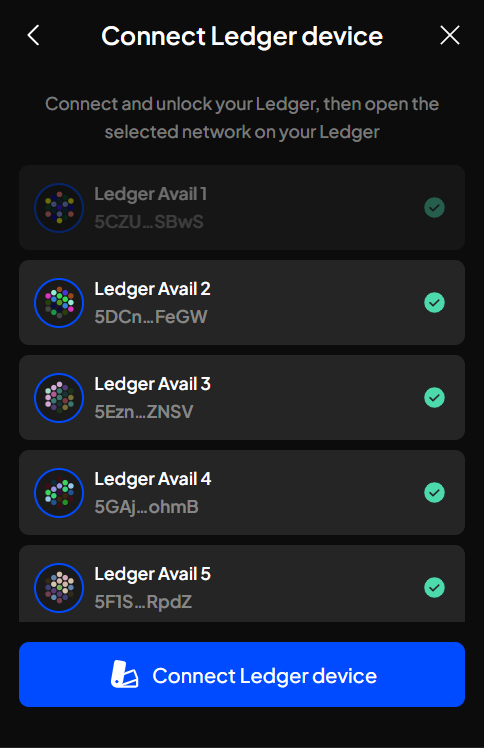 Connect Ledger device
Connect and unlock your Ledger, then open the
selected network on your Ledger
Ledger Avail 1
5CZU...SBwS
Ledger Avail 2
5DCn...FeGW
Ledger Avail 3
5Ezn...ZNSV
Ledger Avail 4
5GAj...ohmB
Ledger Avail 5
5F1S...RpdZ
Connect Ledger device